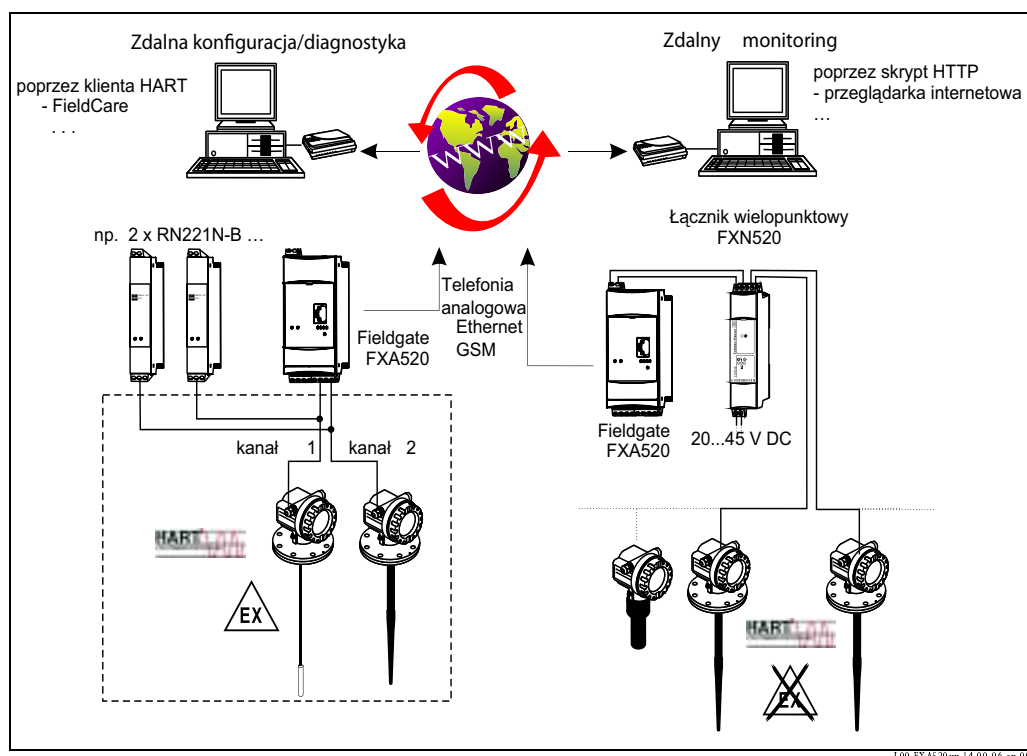 Zdalna konfiguracja/diagnostyka
poprzez klienta HART
- FieldCare
. . .
Zdalny monitoring
poprzez skrypt HTTP
- przeglądarka internetowa
...
WWW
np. 2 x RN221N-B ...
Fieldgate
FXA520
Telefonia
analogowa
Ethernet
GSM
Łącznik wielopunktowy
FXN520
Fieldgate
FXA520
20...45 V DC
kanał 1
kanał 2
HART
EX
HART
EX